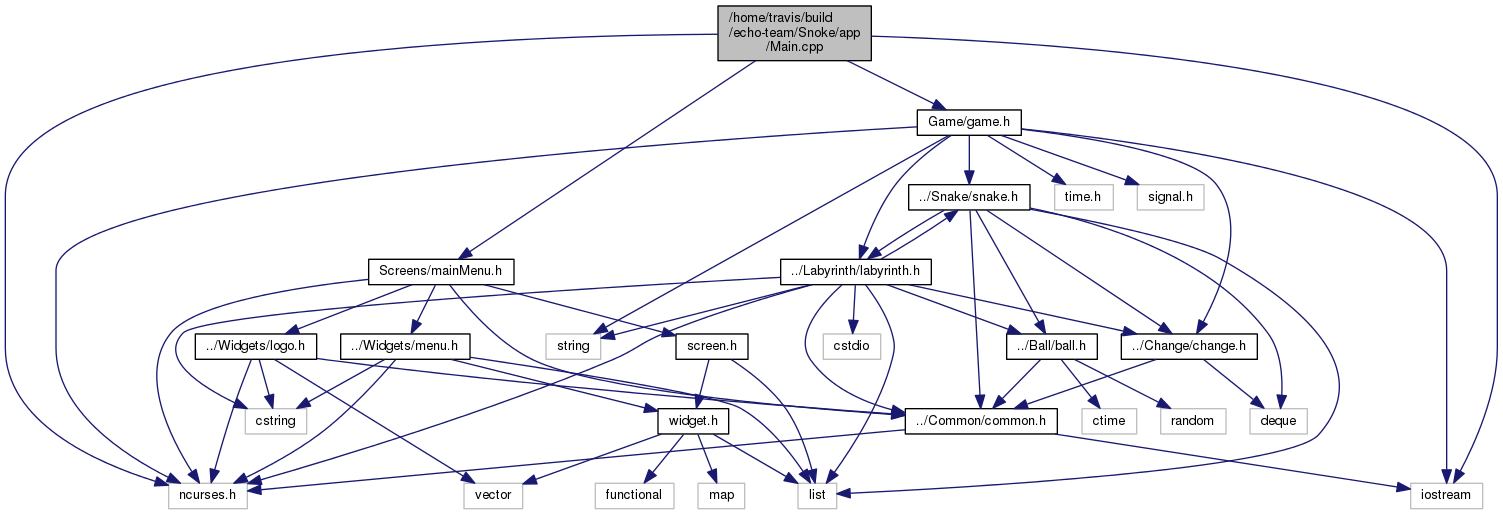 /home/travis/build
/echo-team/Snoke/app
/Main.cpp
Game/game.h
../Snake/snake.h
time.h
signal.h
Screens/mainMenu.h
../Labyrinth/labyrinth.h
../Widgets/logo.h
../Widgets/menu.h
string
screen.h
cstdio
../Ball/ball.h
../Change/change.h
cstring
widget.h
../Common/common.h
ctime
random
deque
ncurses.h
vector
functional
map
list
iostream